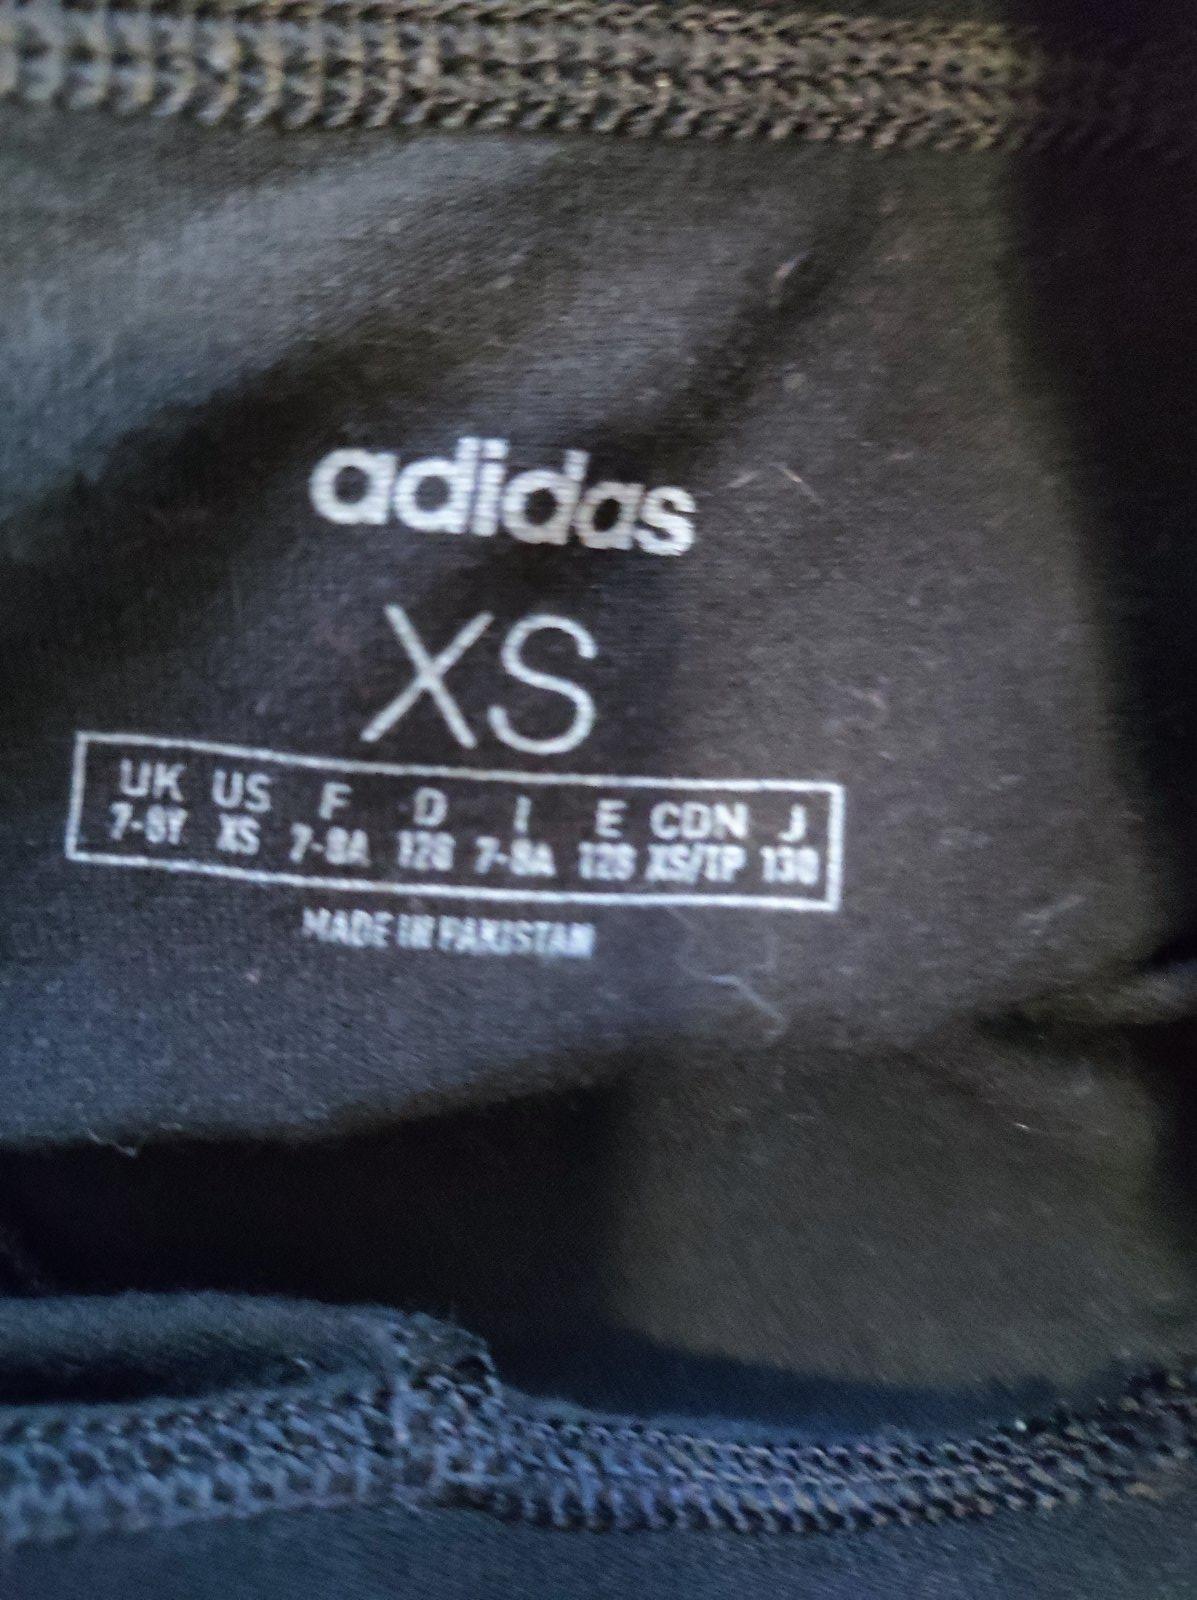 adidas
XS
UK US F D I E CDN J
7-8Y XS 7-8A 128 7-8A 128 XS/TP 130
MADE IN PAKISTAN